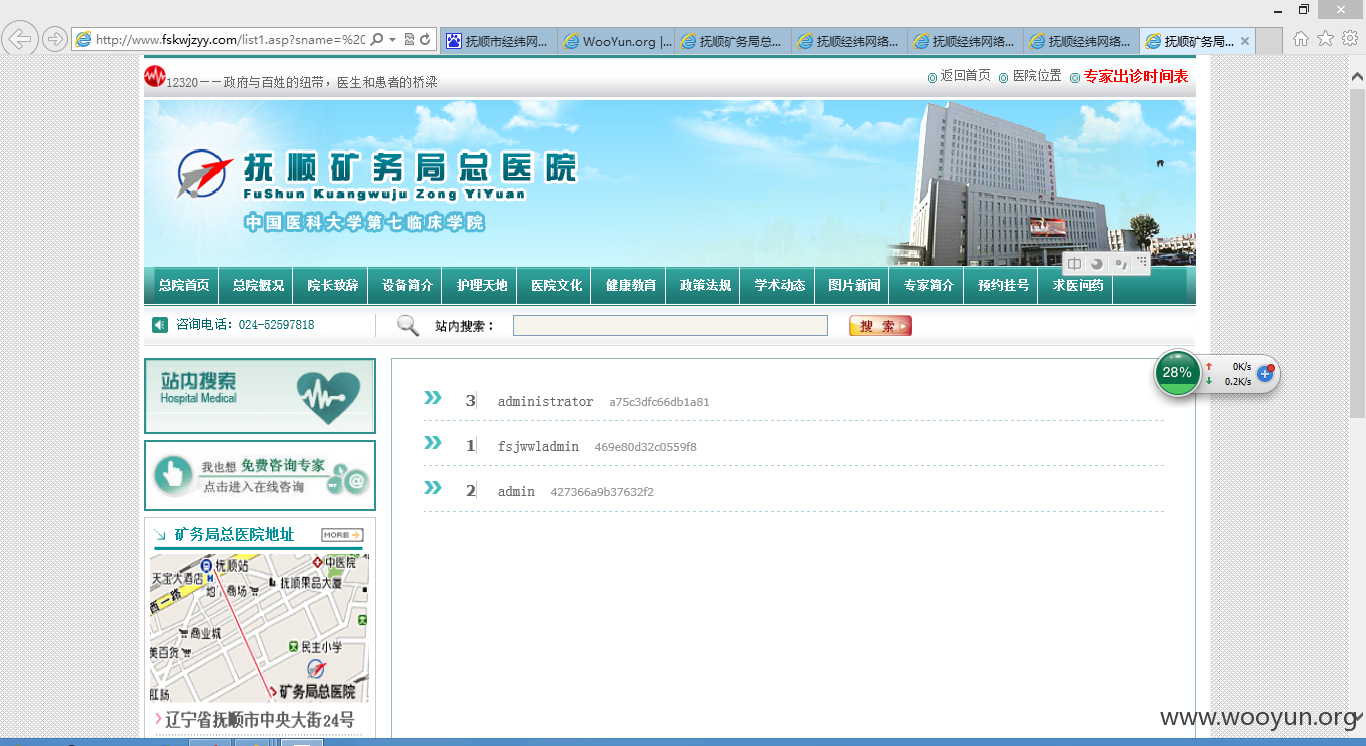 http://www.fskwjzyy.com/list1.asp?sname=%20
抚顺市经纬网...
WooYun.org |...
抚顺矿务局总...
抚顺经纬网络...
抚顺经纬网络...
抚顺经纬网络...
抚顺矿务局...
12320－－政府与百姓的纽带，医生和患者的桥梁
返回首页 医院位置 专家出诊时间表
抚顺矿务局总医院
FuShun Kuangwuju Zong YiYuan
中国医科大学第七临床学院
中
总院首页 总院概况 院长致辞 设备简介 护理天地 医院文化 健康教育 政策法规 学术动态 图片新闻 专家简介 预约挂号 求医问药
咨询电话：024-52597818 站内搜索： 搜 索
站内搜索
Hospital Medical
28% 0K/s
0.2K/s
3 administrator a75c3dfc66db1a81
1 fsjwwladmin 469e80d32c0559f8
2 admin 427366a9b37632f2
我也想 免费咨询专家
点击进入在线咨询
矿务局总医院地址 MORE
抚顺站 中医院
天宝大酒店 抚顺果品大厦
地 商场
西一路
商业城
民主小学
美百货
肛肠 矿务局总医院
辽宁省抚顺市中央大街24号
www.wooyun.org